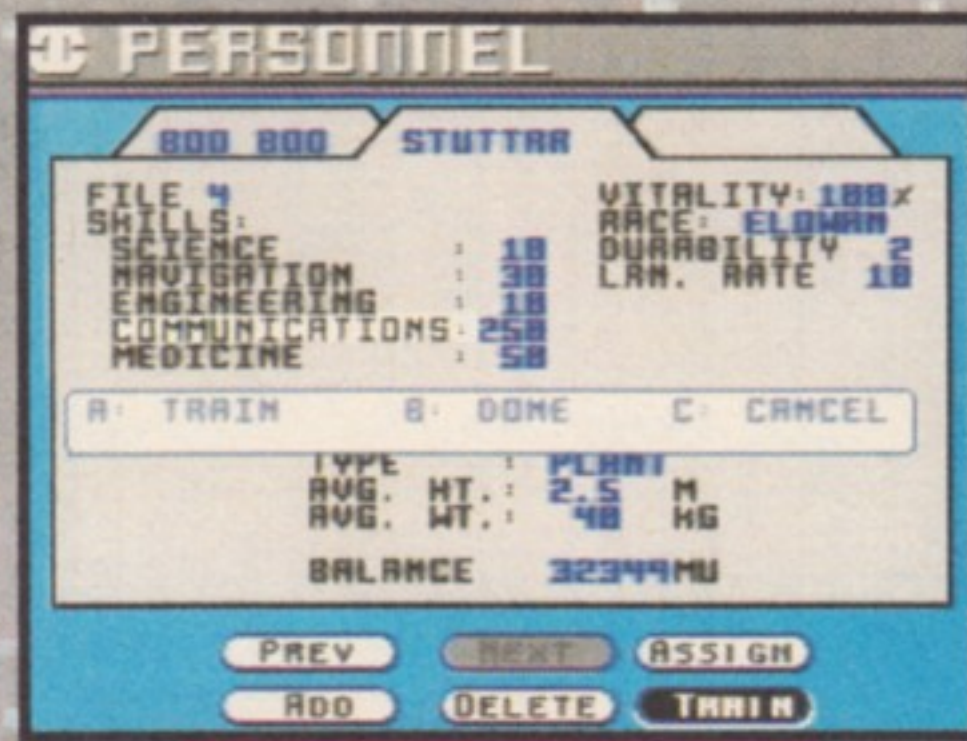 PERSONNEL
BOO BOO STUTTRR
FILE 4
SKILLS:
SCIENCE : 10
NAVIGATION : 30
ENGINEERING : 10
COMMUNICATIONS: 250
MEDICINE : 50
VITALITY: 100%
RACE: ELOWAN
DURABILITY 2
LRN. RATE 10
A: TRAIN B: DONE C: CANCEL
TYPE : PLANT
AVG. HT.: 2.5 M
AVG. WT.: 40 KG
BALANCE 32344MU
PREV NEXT ASSIGN
ADD DELETE TRAIN